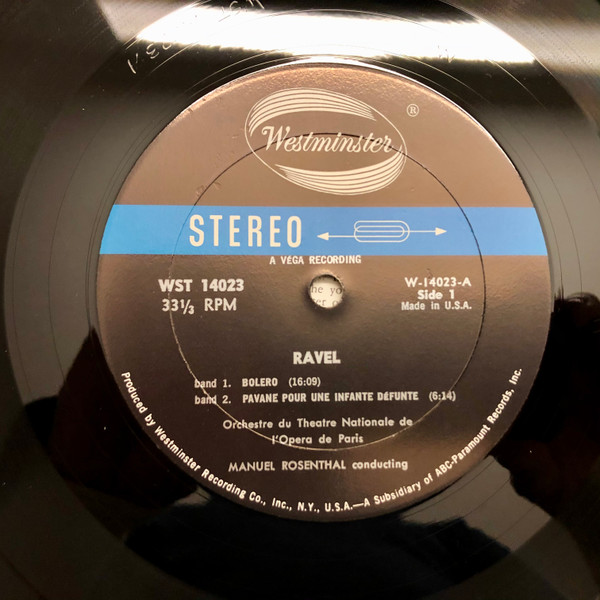 Westminster ®
STEREO
A VÉGA RECORDING
WST 14023
33⅓ RPM
W-14023-A
Side 1
Made in U.S.A.
RAVEL
band 1. BOLERO (16:09)
band 2. PAVANE POUR UNE INFANTE DÉFUNTE (6:14)
Orchestre du Theatre Nationale de
l'Opera de Paris
MANUEL ROSENTHAL conducting
Produced by Westminster Recording Co., Inc., N.Y., U.S.A.—A Subsidiary of ABC-Paramount Records, Inc.